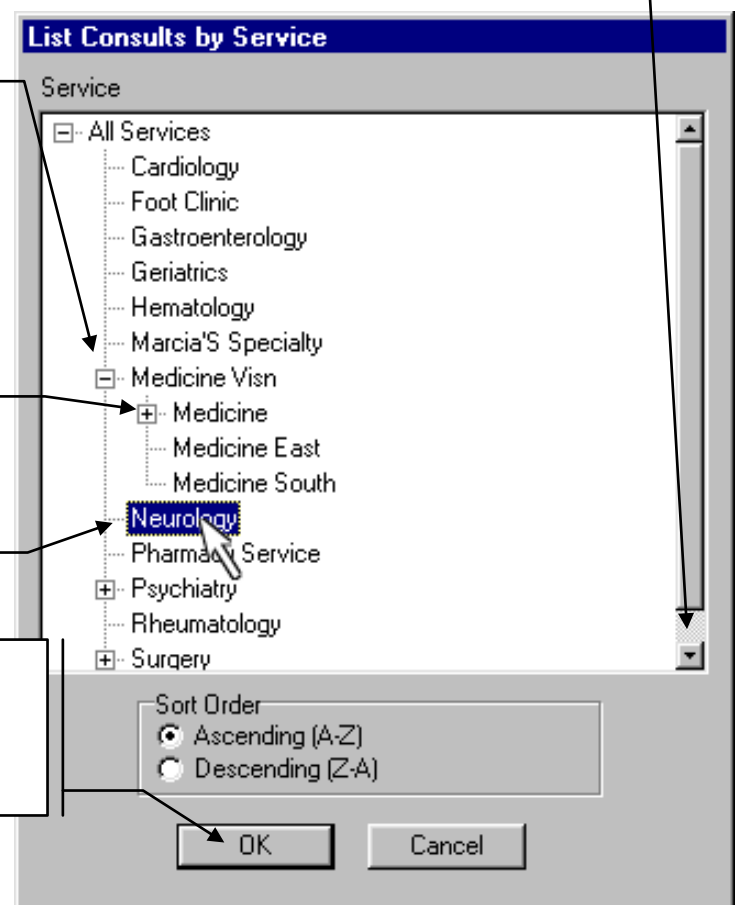 List Consults by Service
Service
All Services
Cardiology
Foot Clinic
Gastroenterology
Geriatrics
Hematology
Marcia'S Specialty
Medicine Visn
Medicine
Medicine East
Medicine South
Neurology
Pharmacy Service
Psychiatry
Rheumatology
Surgery
Sort Order
Ascending (A-Z)
Descending (Z-A)
OK Cancel